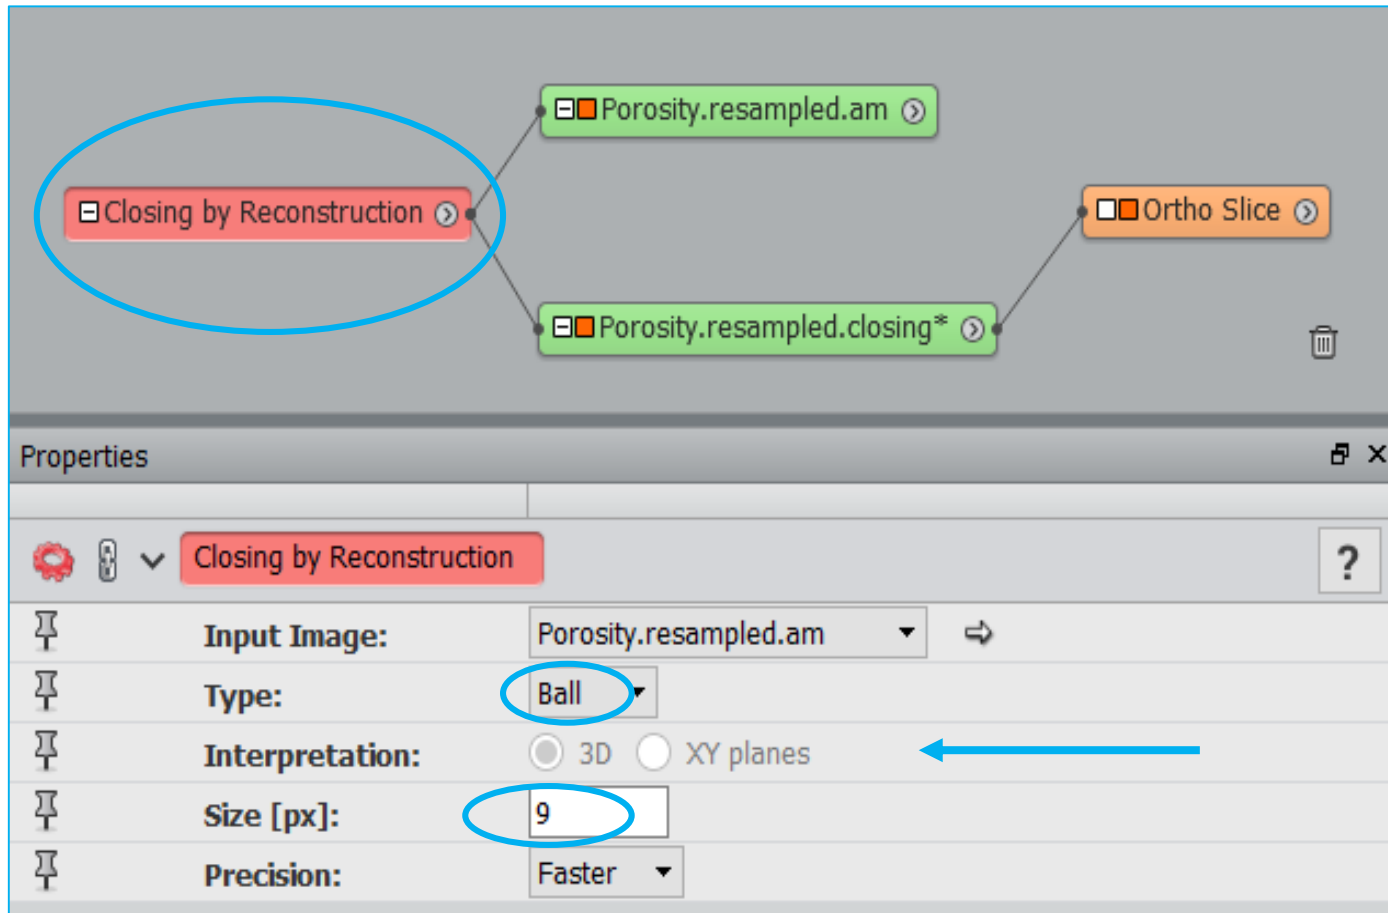 Porosity.resampled.am
Closing by Reconstruction
Ortho Slice
Porosity.resampled.closing*
Properties
Closing by Reconstruction
?
Input Image: Porosity.resampled.am
Type: Ball
Interpretation: 3D XY planes
Size [px]: 9
Precision: Faster